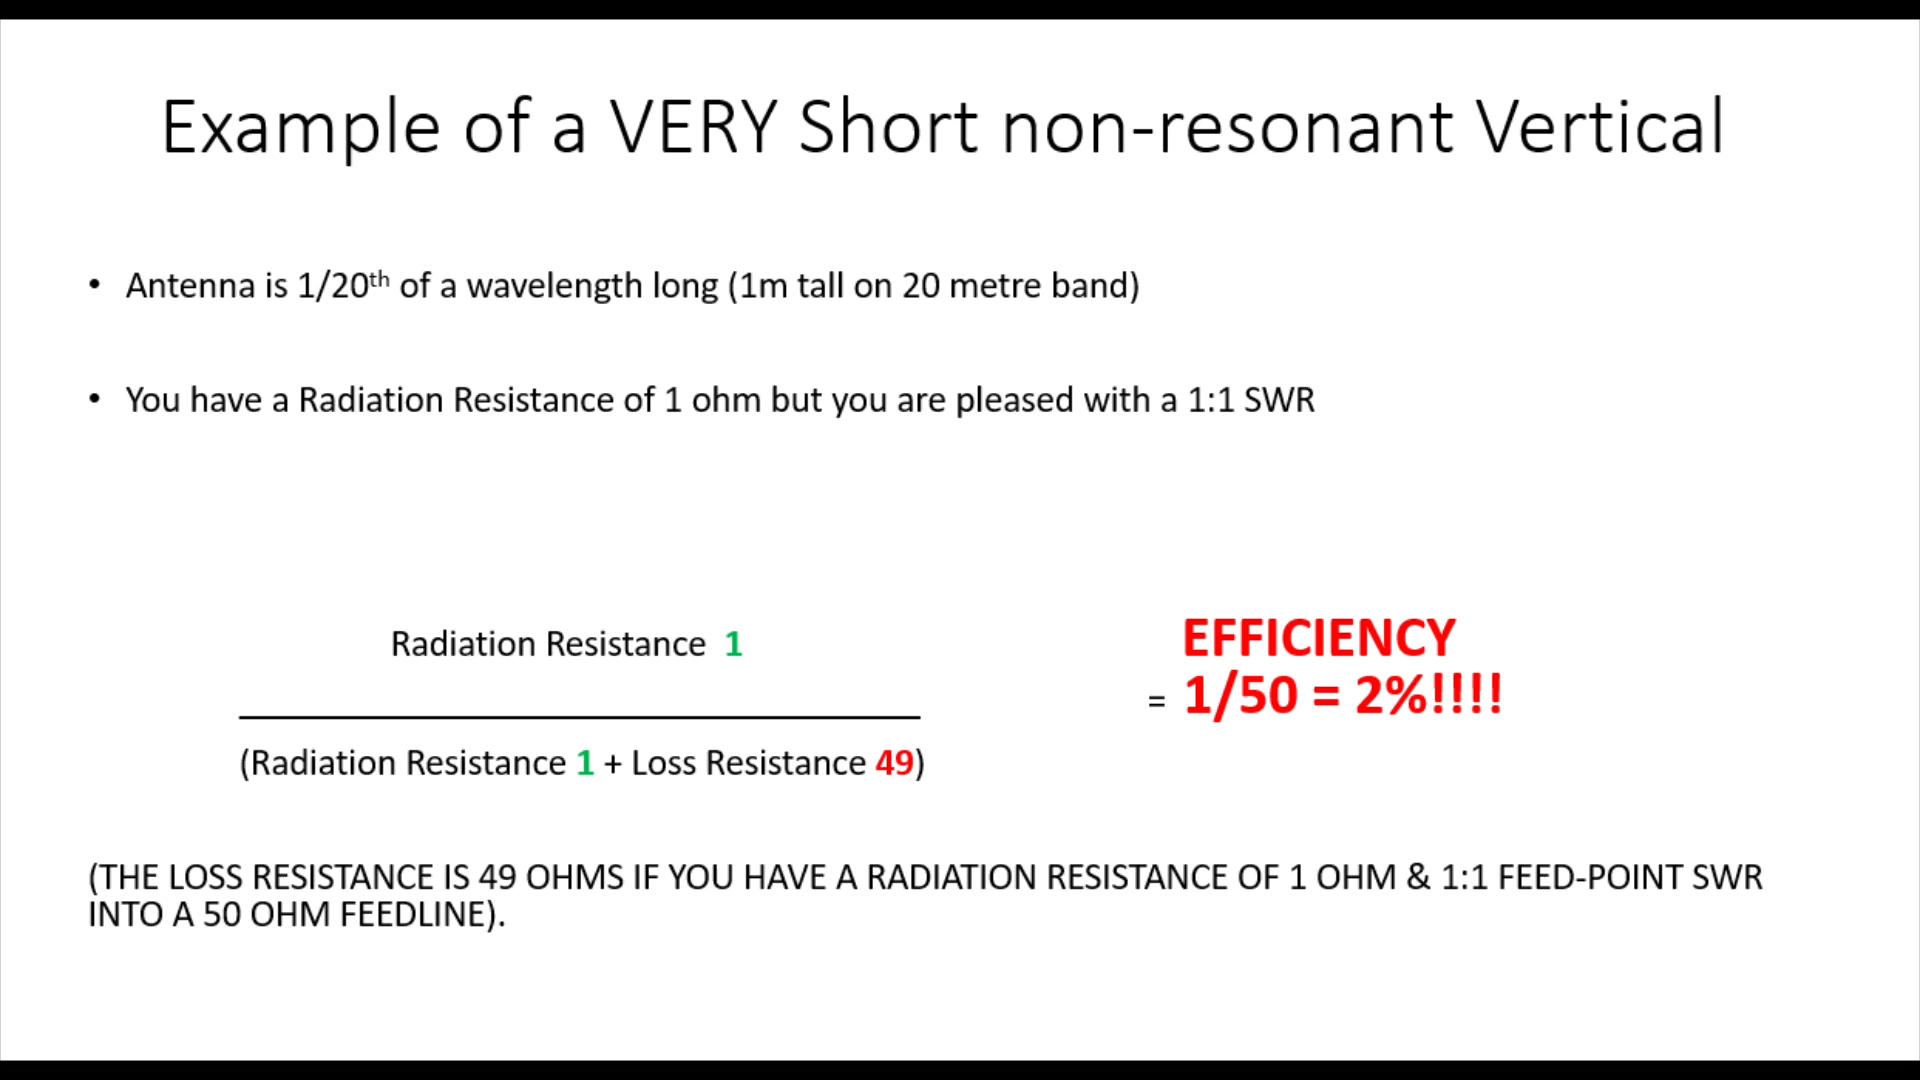 Example of a VERY Short non-resonant Vertical
• Antenna is 1/20th of a wavelength long (1m tall on 20 metre band)
• You have a Radiation Resistance of 1 ohm but you are pleased with a 1:1 SWR
Radiation Resistance 1
(Radiation Resistance 1 + Loss Resistance 49)
EFFICIENCY
= 1/50 = 2%!!!!
(THE LOSS RESISTANCE IS 49 OHMS IF YOU HAVE A RADIATION RESISTANCE OF 1 OHM & 1:1 FEED-POINT SWR
INTO A 50 OHM FEEDLINE).